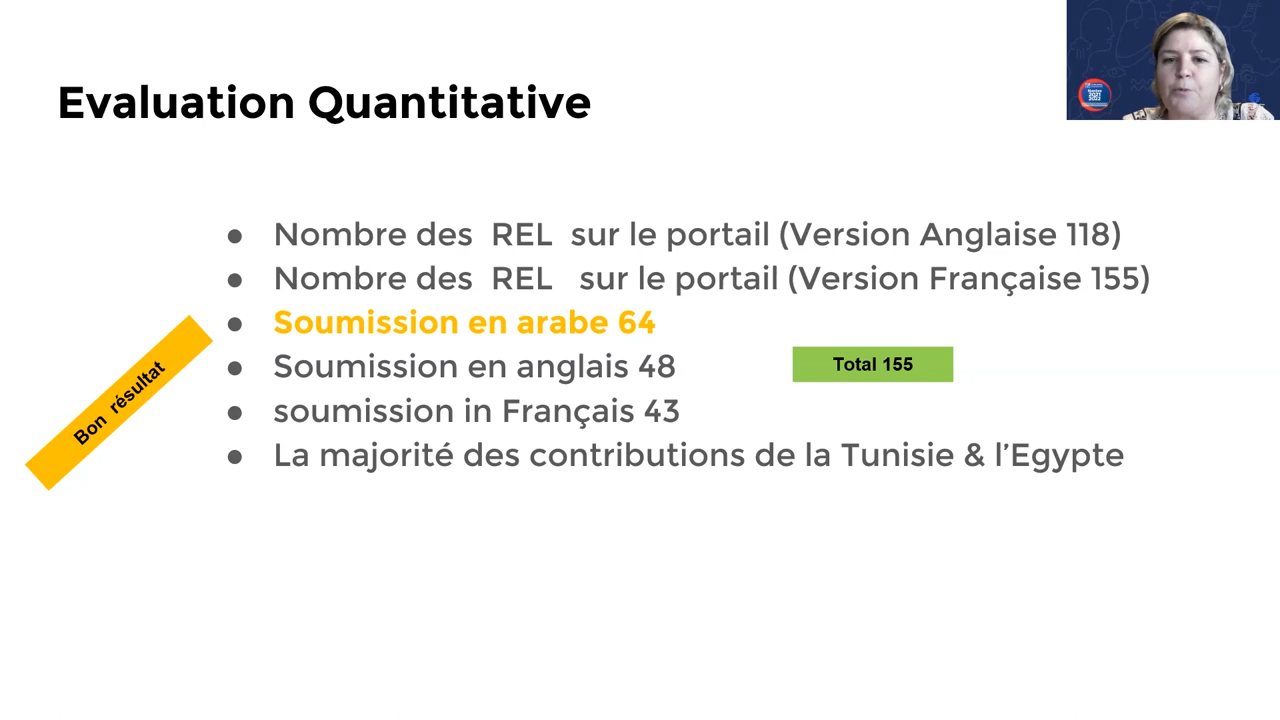 Evaluation Quantitative
Nombre des REL sur le portail (Version Anglaise 118)
Nombre des REL sur le portail (Version Française 155)
Soumission en arabe 64
Soumission en anglais 48
Total 155
soumission in Français 43
La majorité des contributions de la Tunisie & l'Egypte
Bon résultat